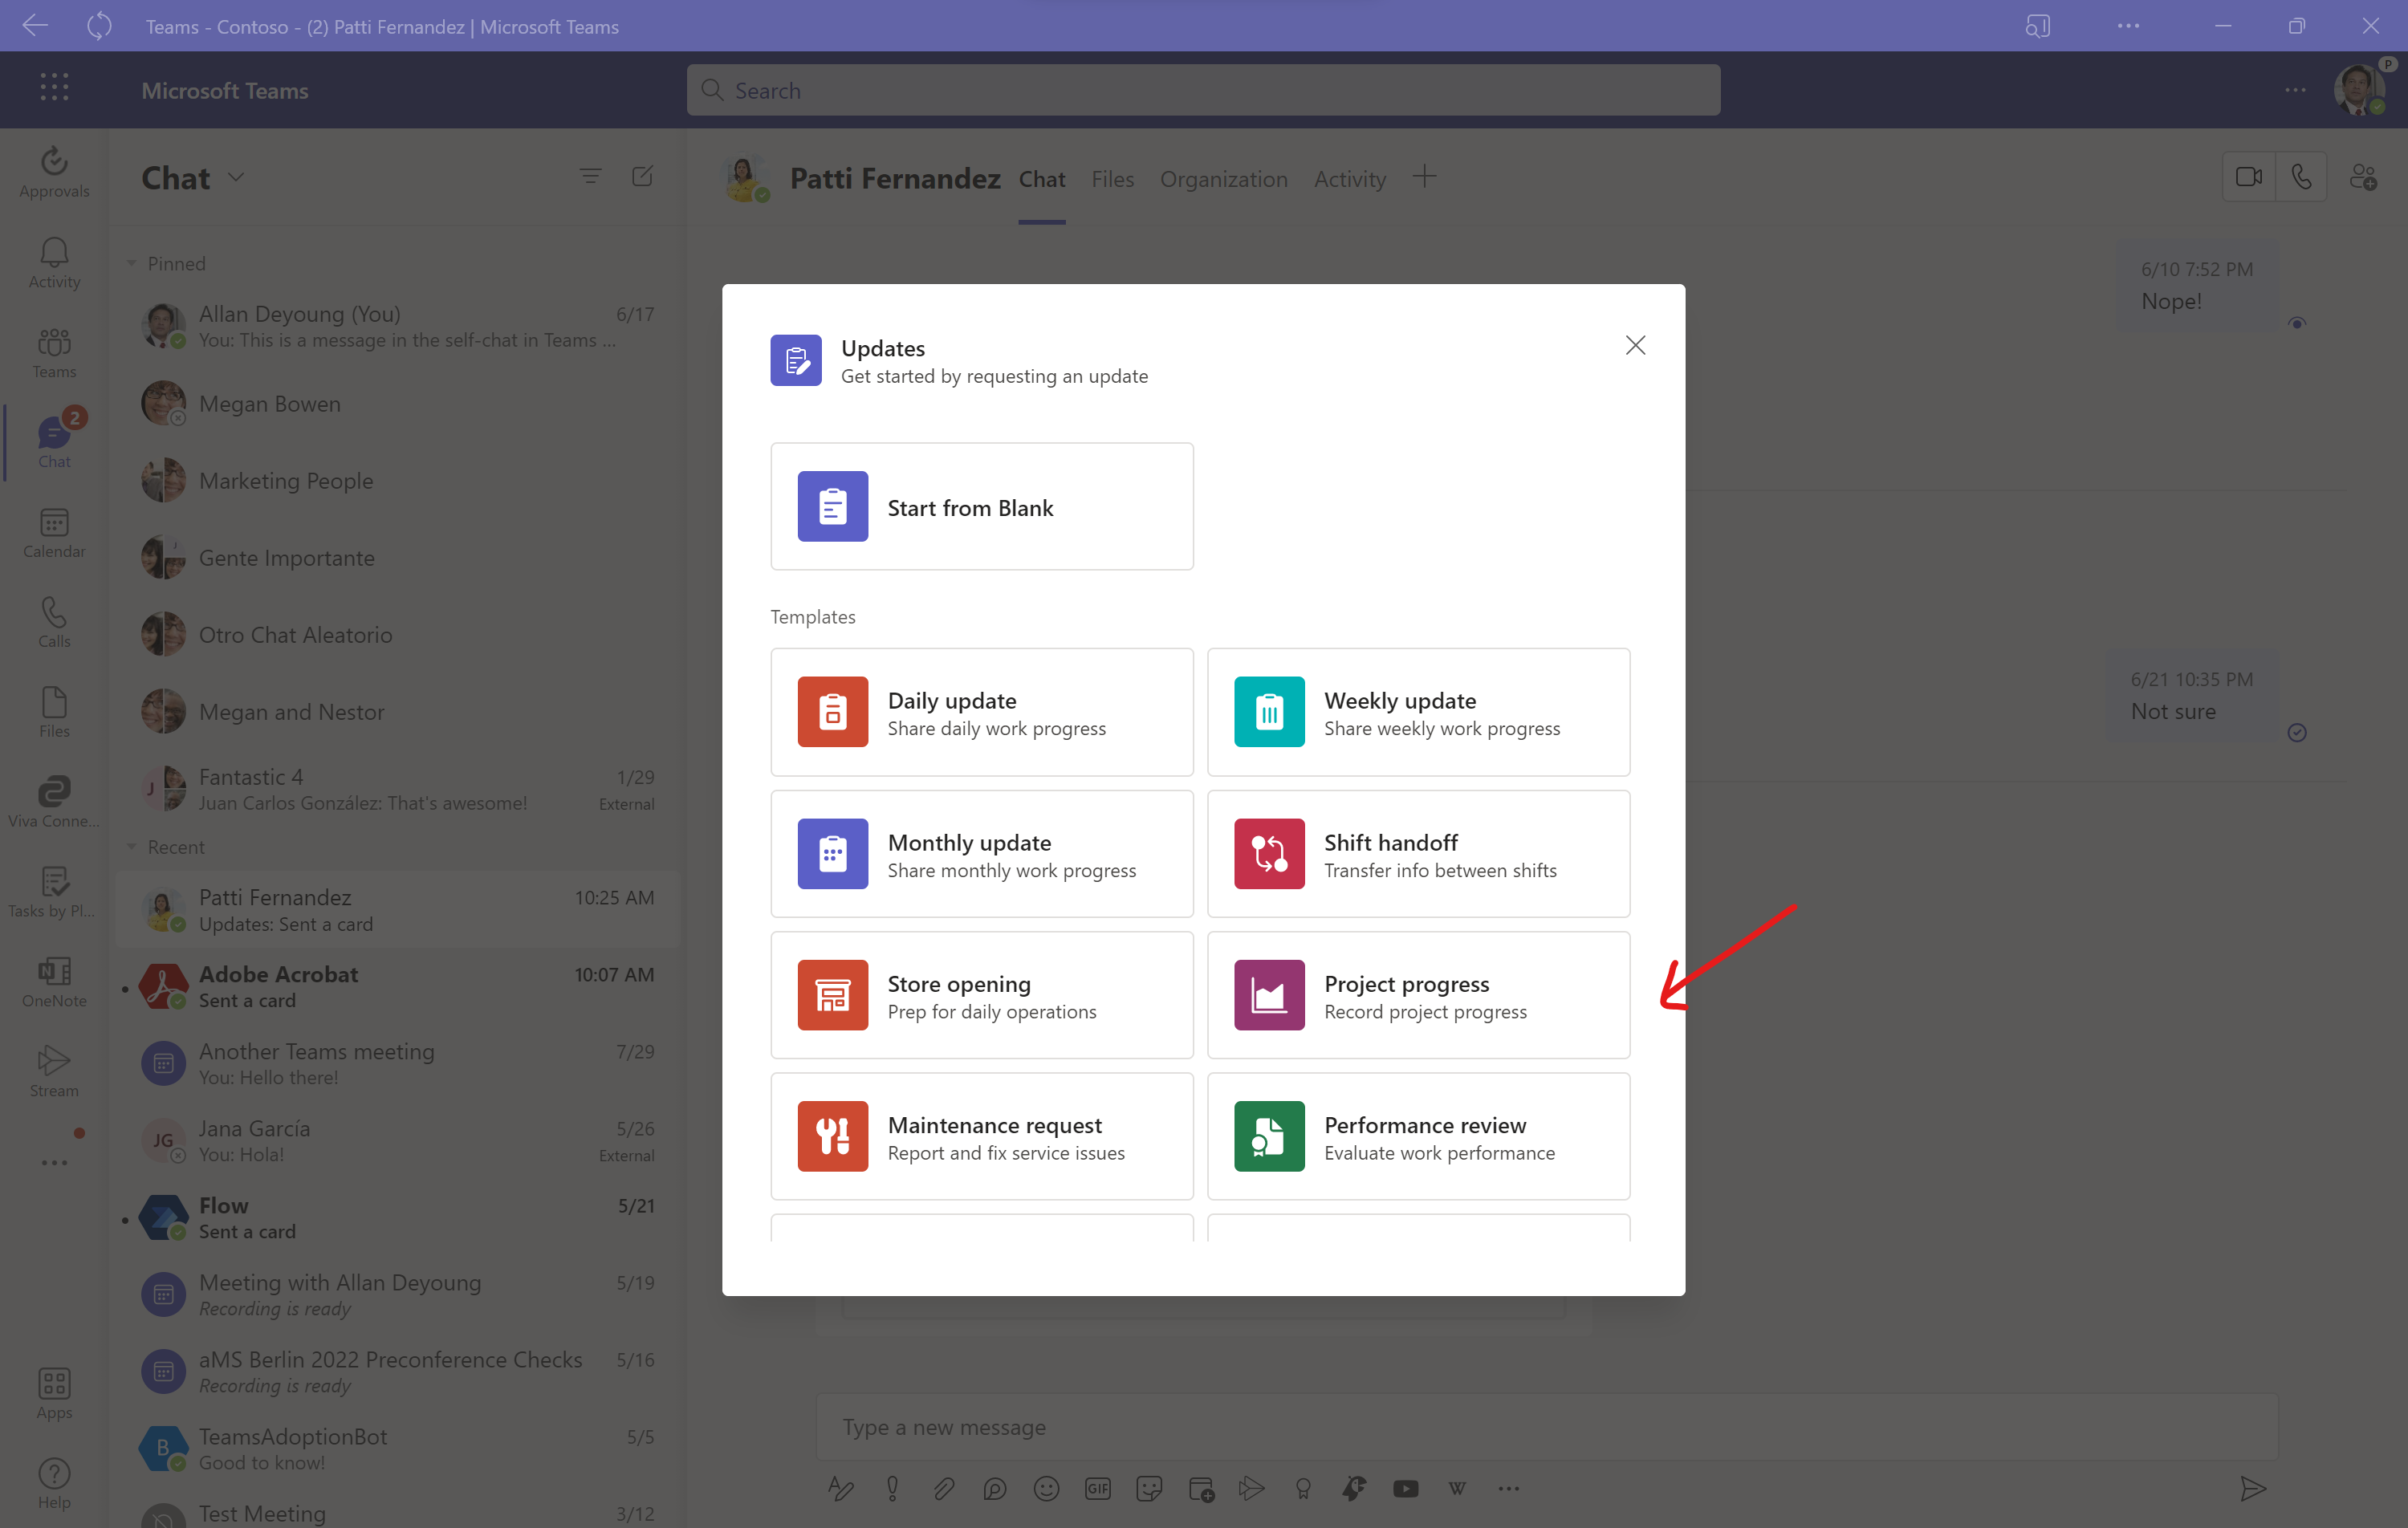 Teams - Contoso - (2) Patti Fernandez | Microsoft Teams
Microsoft Teams
Search
P
Approvals
Activity
Teams
2
Chat
Calendar
Calls
Files
Viva Conne...
Tasks by Pl...
OneNote
Stream
Apps
Help
Chat
Pinned
Allan Deyoung (You) 6/17
You: This is a message in the self-chat in Teams ...
Megan Bowen
Marketing People
Gente Importante
Otro Chat Aleatorio
Megan and Nestor
Fantastic 4 1/29
Juan Carlos González: That's awesome! External
Recent
Patti Fernandez 10:25 AM
Updates: Sent a card
Adobe Acrobat 10:07 AM
Sent a card
Another Teams meeting 7/29
You: Hello there!
JG
Jana García 5/26
You: Hola! External
Flow 5/21
Sent a card
Meeting with Allan Deyoung 5/19
Recording is ready
aMS Berlin 2022 Preconference Checks 5/16
Recording is ready
B
TeamsAdoptionBot 5/5
Good to know!
Test Meeting 3/12
Patti Fernandez Chat Files Organization Activity
6/10 7:52 PM
Nope!
6/21 10:35 PM
Not sure
Updates
Get started by requesting an update
Start from Blank
Templates
Daily update
Share daily work progress
Weekly update
Share weekly work progress
Monthly update
Share monthly work progress
Shift handoff
Transfer info between shifts
Store opening
Prep for daily operations
Project progress
Record project progress
Maintenance request
Report and fix service issues
Performance review
Evaluate work performance
Type a new message
GIF
W